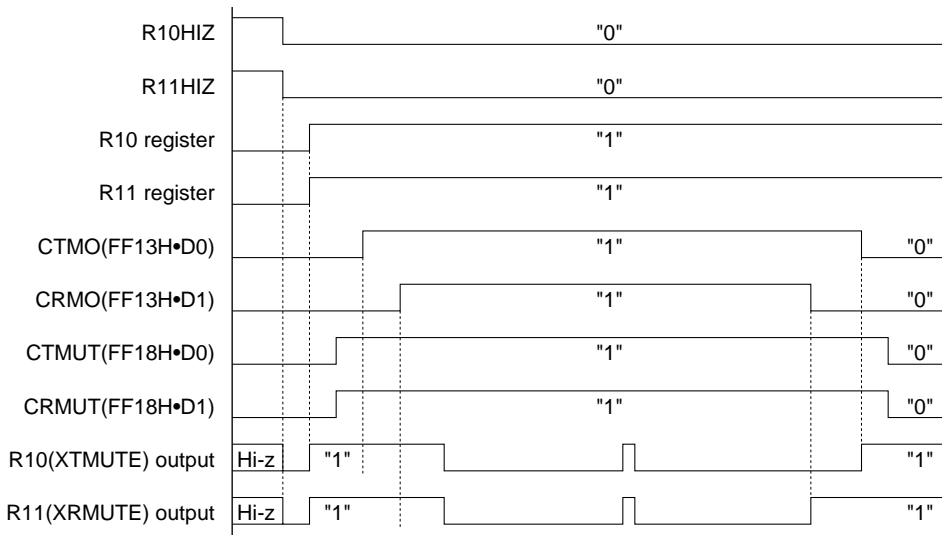 R10HIZ "0"
R11HIZ "0"
R10 register "1"
R11 register "1"
CTMO(FF13H•D0) "1" "0"
CRMO(FF13H•D1) "1" "0"
CTMUT(FF18H•D0) "1" "0"
CRMUT(FF18H•D1) "1" "0"
R10(XTMUTE) output Hi-z "1" "1"
R11(XRMUTE) output Hi-z "1" "1"